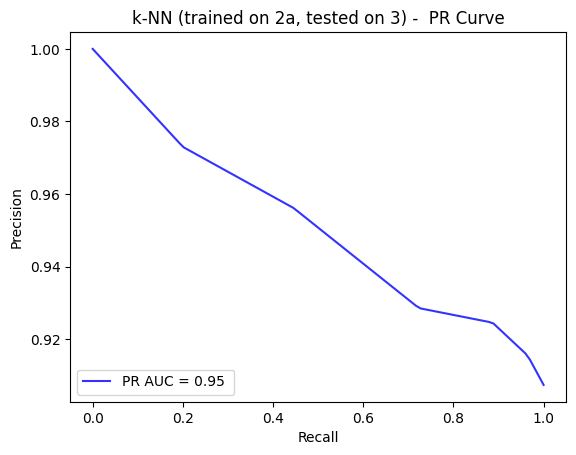 k-NN (trained on 2a, tested on 3) -  PR Curve
1.00
0.98
0.96
0.94
0.92
Precision
PR AUC = 0.95
0.0 0.2 0.4 0.6 0.8 1.0
Recall